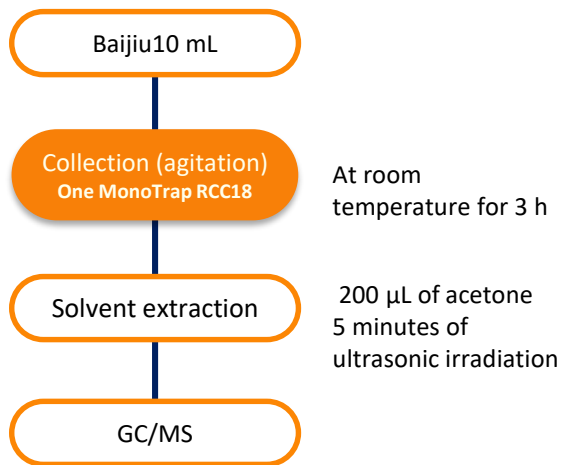 Baijiu10 mL
Collection (agitation)
One MonoTrap RCC18
At room
temperature for 3 h
Solvent extraction
200 µL of acetone
5 minutes of
ultrasonic irradiation
GC/MS